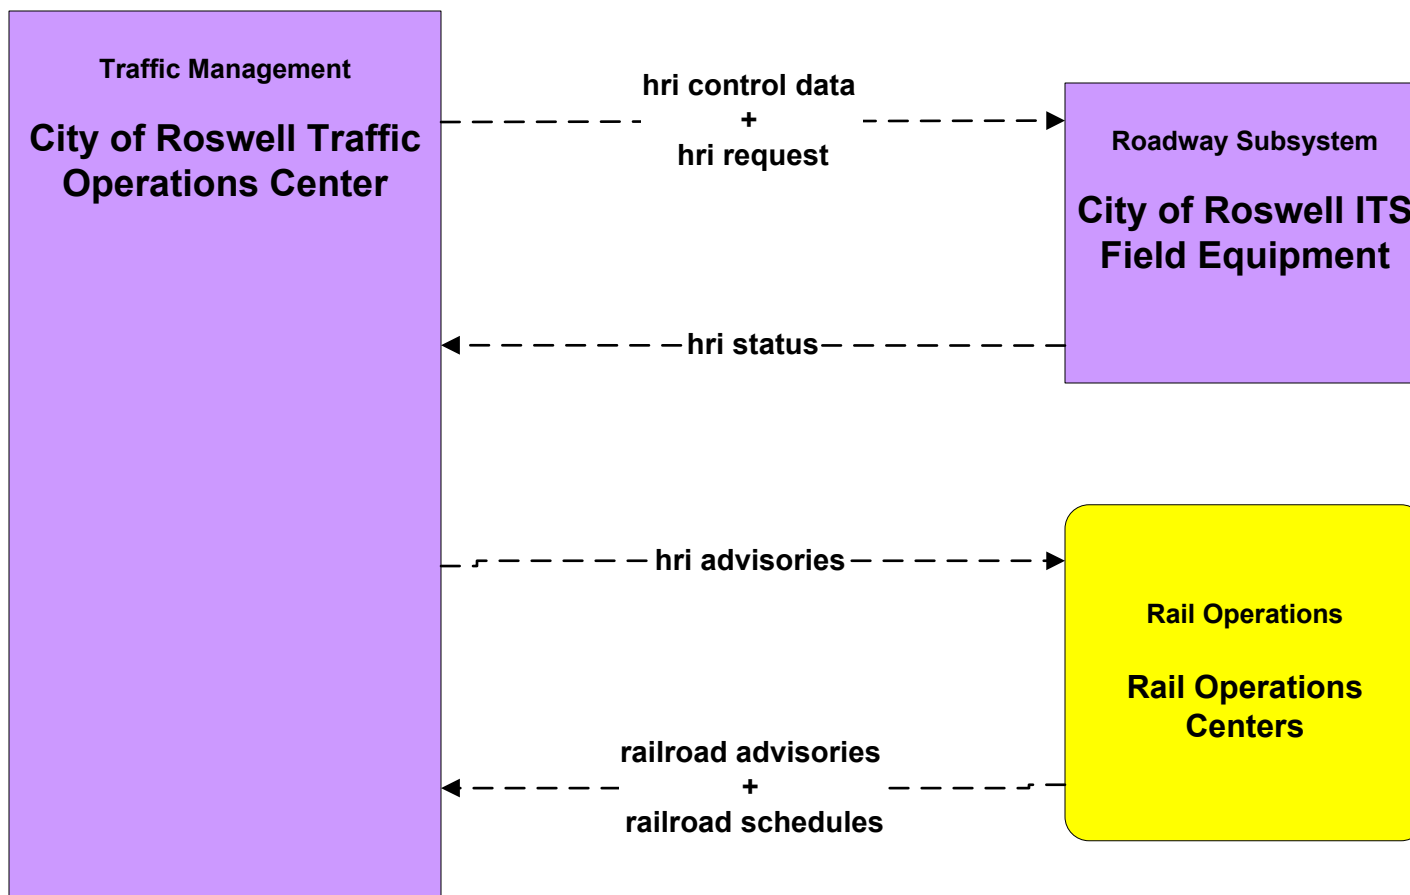 Traffic Management
City of Roswell Traffic
Operations Center
hri control data
+
hri request
Roadway Subsystem
City of Roswell ITS
Field Equipment
hri status
hri advisories
Rail Operations
Rail Operations
Centers
railroad advisories
+
railroad schedules